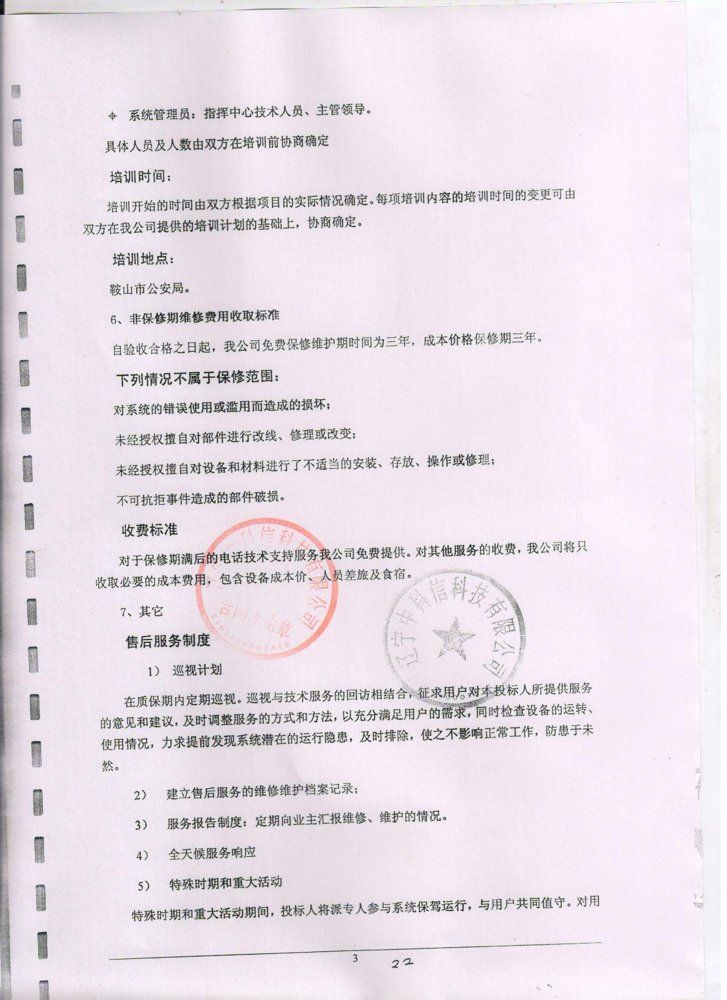 系统管理员：指挥中心技术人员、主管领导。
具体人员及人数由双方在培训前协商确定
培训时间：
培训开始的时间由双方根据项目的实际情况确定。每项培训内容的培训时间的变更可由
双方在我公司提供的培训计划的基础上，协商确定。
培训地点：
鞍山市公安局。
6、非保修期维修费用收取标准
自验收合格之日起，我公司免费保修维护期时间为三年，成本价格保修期三年。
下列情况不属于保修范围：
对系统的错误使用或滥用而造成的损坏；
未经授权擅自对部件进行改线、修理或改变；
未经授权擅自对设备和材料进行了不适当的安装、存放、操作或修理；
不可抗拒事件造成的部件破损。
收费标准
对于保修期满后的电话技术支持服务我公司免费提供。对其他服务的收费，我公司将只
收取必要的成本费用，包含设备成本价、人员差旅及食宿。
科信科技有限公司
合同专用章
2103000007419
辽宁中科信科技有限公司
7、其它
售后服务制度
1） 巡视计划
在质保期内定期巡视。巡视与技术服务的回访相结合，征求用户对本投标人所提供服务
的意见和建议，及时调整服务的方式和方法，以充分满足用户的需求，同时检查设备的运转、
使用情况，力求提前发现系统潜在的运行隐患，及时排除，使之不影响正常工作，防患于未
然。
2） 建立售后服务的维修维护档案记录；
3） 服务报告制度：定期向业主汇报维修、维护的情况。
4） 全天候服务响应
5） 特殊时期和重大活动
特殊时期和重大活动期间，投标人将派专人参与系统保驾运行，与用户共同值守。对用
3
22